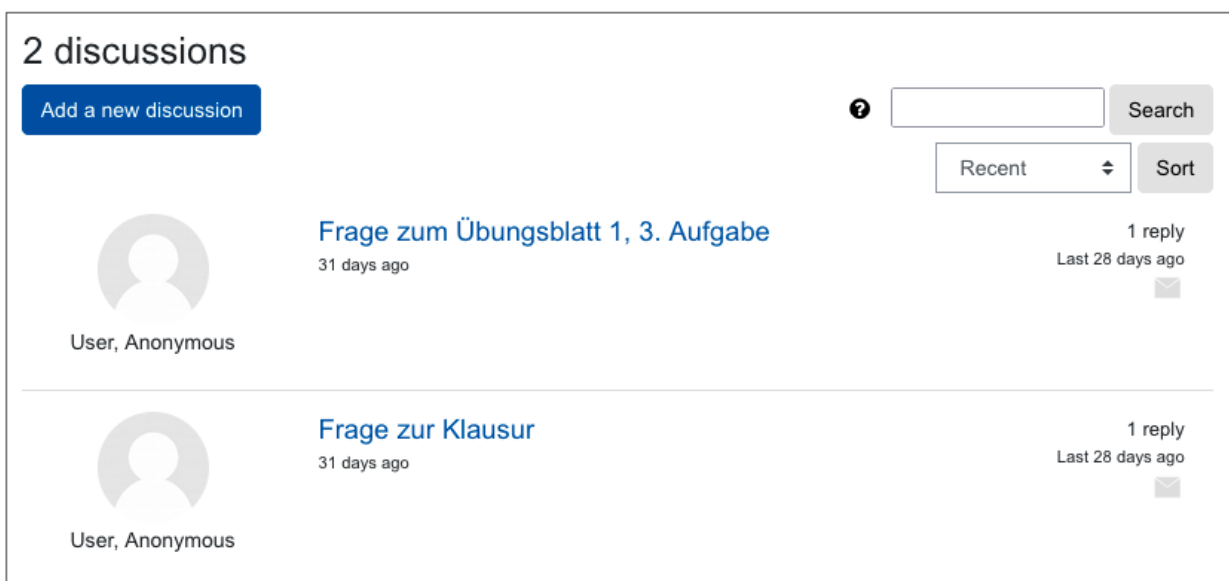 2 discussions
Add a new discussion
Search
Recent
Sort
Frage zum Übungsblatt 1, 3. Aufgabe
31 days ago
1 reply
Last 28 days ago
User, Anonymous
Frage zur Klausur
31 days ago
1 reply
Last 28 days ago
User, Anonymous